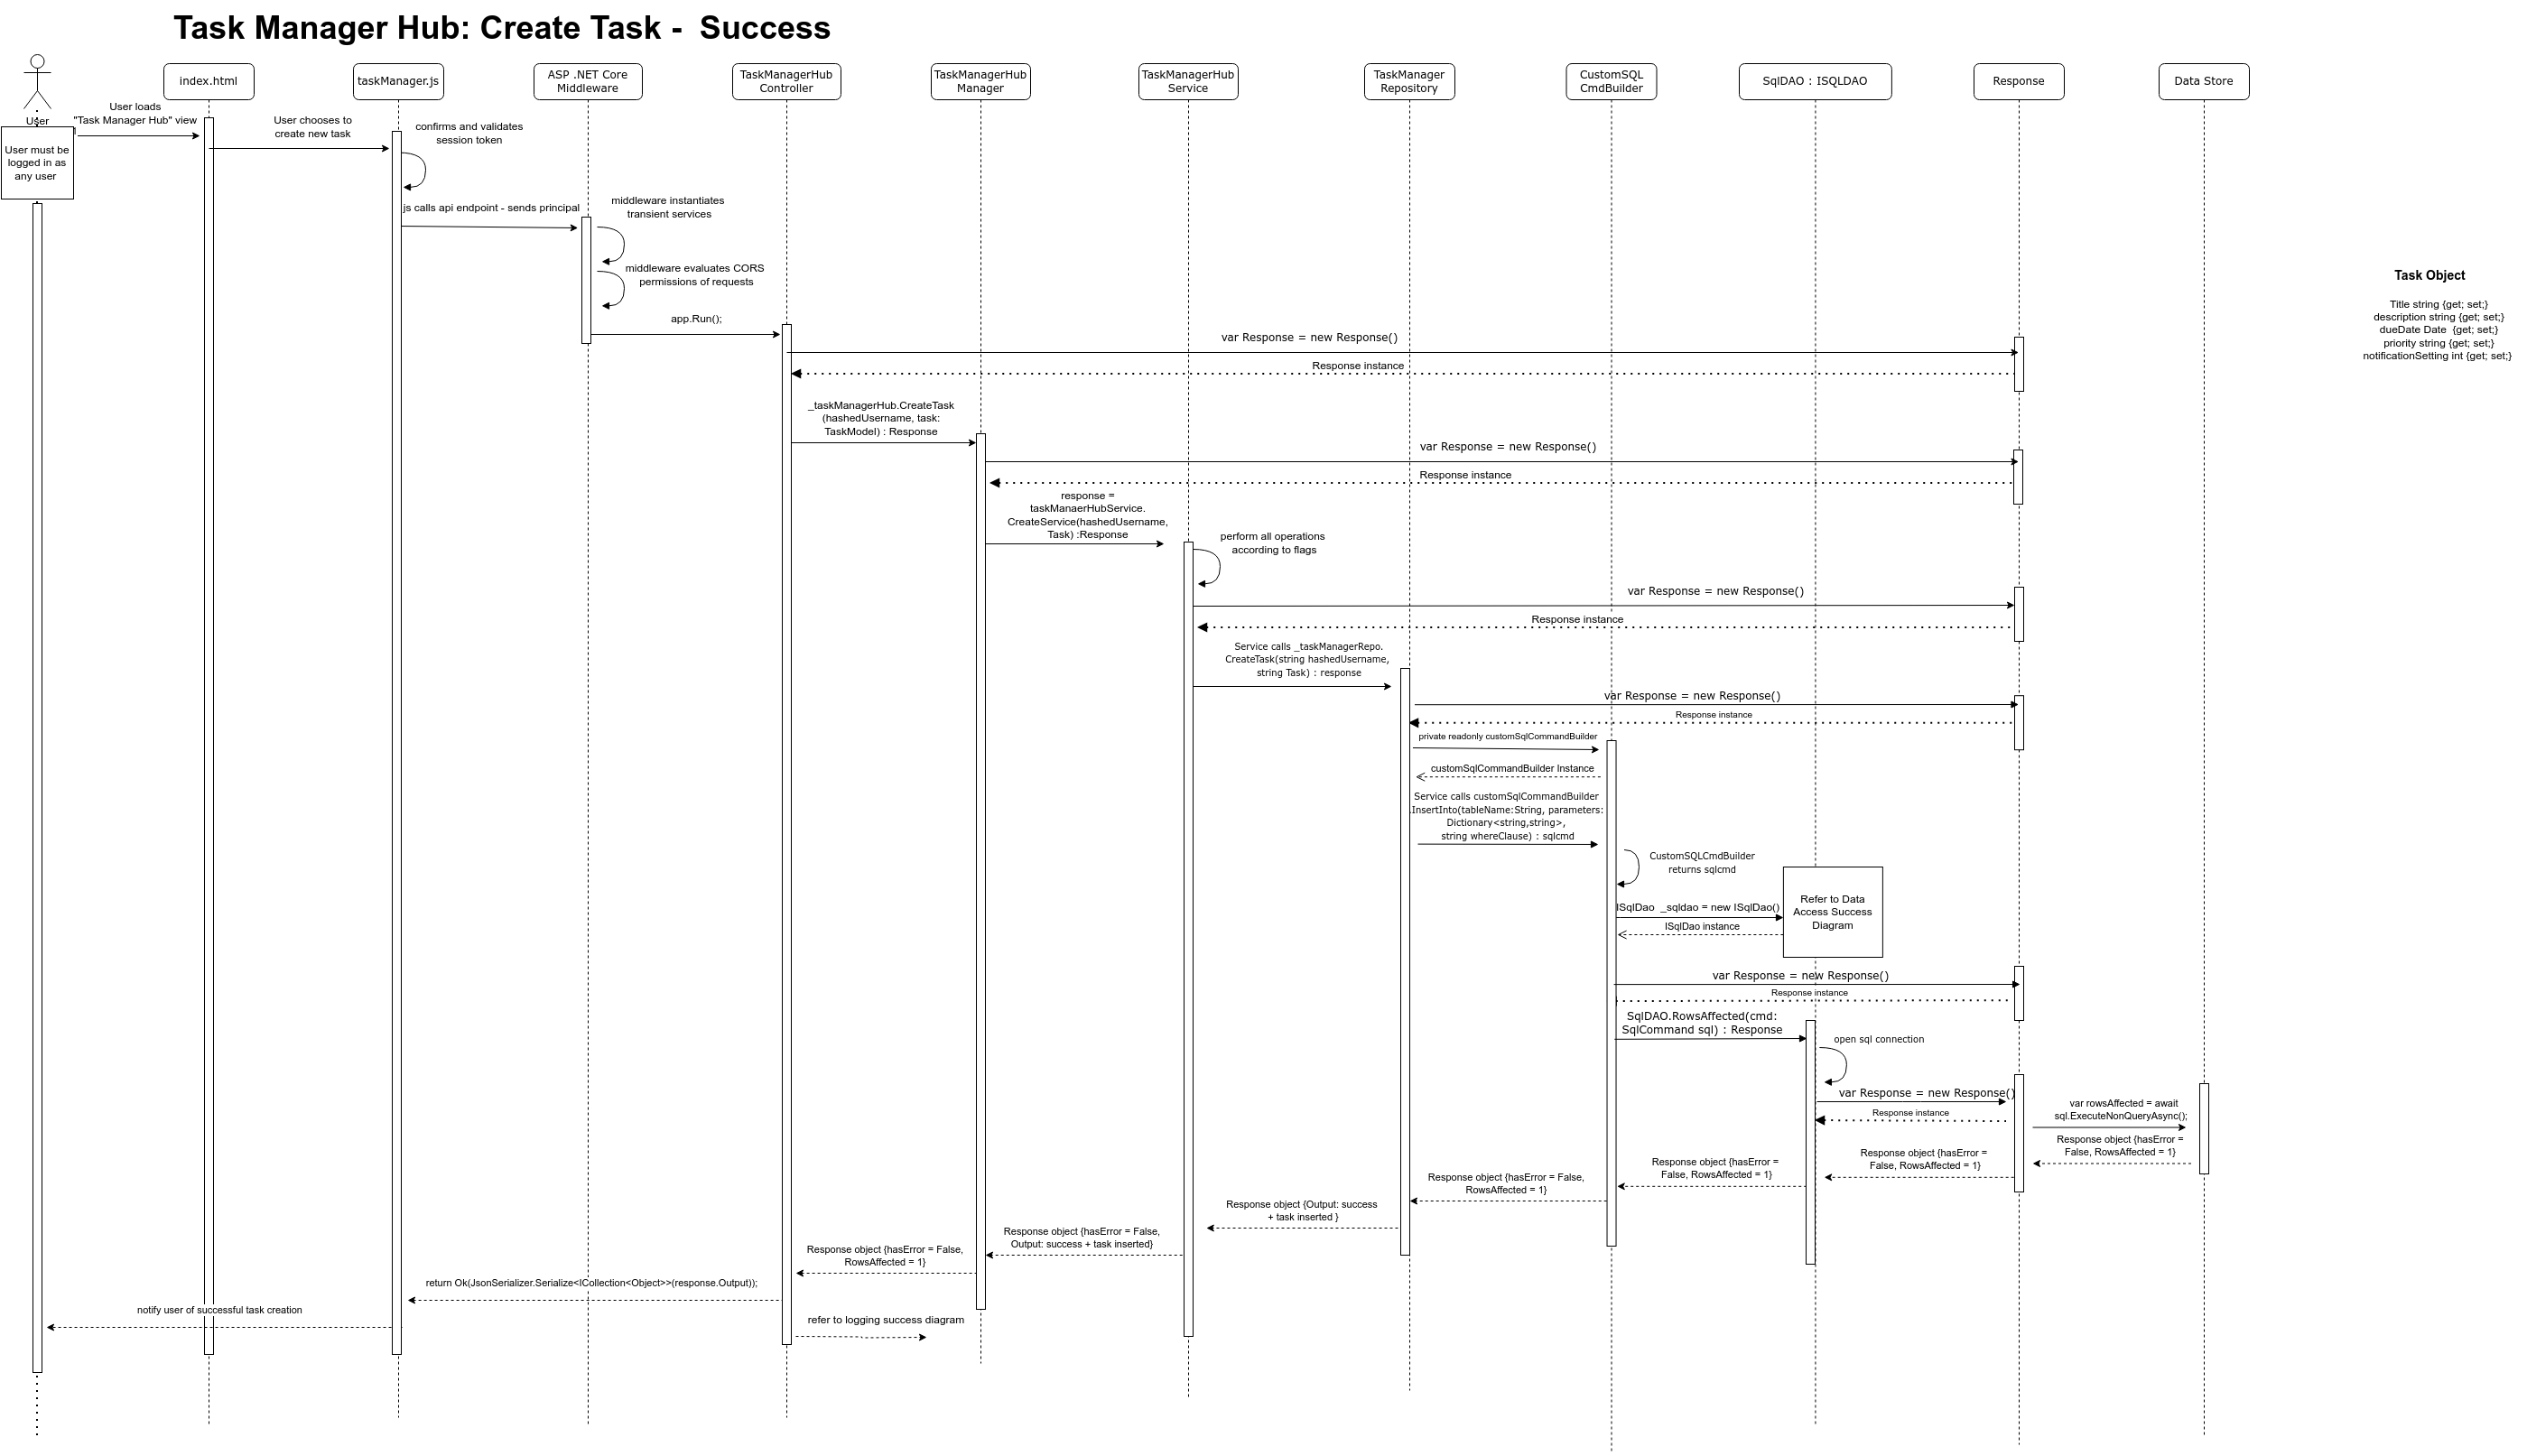 Task Manager Hub: Create Task -  Success
User
index.html
taskManager.js
ASP .NET Core
Middleware
TaskManagerHub
Controller
TaskManagerHub
Manager
TaskManagerHub
Service
TaskManager
Repository
CustomSQL
CmdBuilder
SqlDAO : ISQLDAO
Response
Data Store
User must be
logged in as
any user
User loads
"Task Manager Hub" view
User chooses to
create new task
confirms and validates
session token
js calls api endpoint - sends principal
middleware instantiates
transient services
middleware evaluates CORS
permissions of requests
app.Run();
Task Object
Title string {get; set;}
description string {get; set;}
dueDate Date  {get; set;}
priority string {get; set;}
notificationSetting int {get; set;}
var Response = new Response()
Response instance
_taskManagerHub.CreateTask
(hashedUsername, task:
TaskModel) : Response
var Response = new Response()
Response instance
response =
taskManaerHubService.
CreateService(hashedUsername,
Task) :Response
perform all operations
according to flags
var Response = new Response()
Response instance
Service calls _taskManagerRepo.
CreateTask(string hashedUsername,
string Task) : response
var Response = new Response()
Response instance
private readonly customSqlCommandBuilder
customSqlCommandBuilder Instance
Service calls customSqlCommandBuilder
.InsertInto(tableName:String, parameters:
Dictionary<string,string>,
string whereClause) : sqlcmd
CustomSQLCmdBuilder
returns sqlcmd
Refer to Data
Access Success
Diagram
ISqlDao  _sqldao = new ISqlDao()
ISqlDao instance
var Response = new Response()
Response instance
SqlDAO.RowsAffected(cmd:
SqlCommand sql) : Response
open sql connection
var Response = new Response()
Response instance
var rowsAffected = await
sql.ExecuteNonQueryAsync();
Response object {hasError =
False, RowsAffected = 1}
Response object {hasError =
False, RowsAffected = 1}
Response object {hasError =
False, RowsAffected = 1}
Response object {hasError = False,
RowsAffected = 1}
Response object {Output: success
+ task inserted }
Response object {hasError = False,
Output: success + task inserted}
Response object {hasError = False,
RowsAffected = 1}
return Ok(JsonSerializer.Serialize<ICollection<Object>>(response.Output));
notify user of successful task creation
refer to logging success diagram